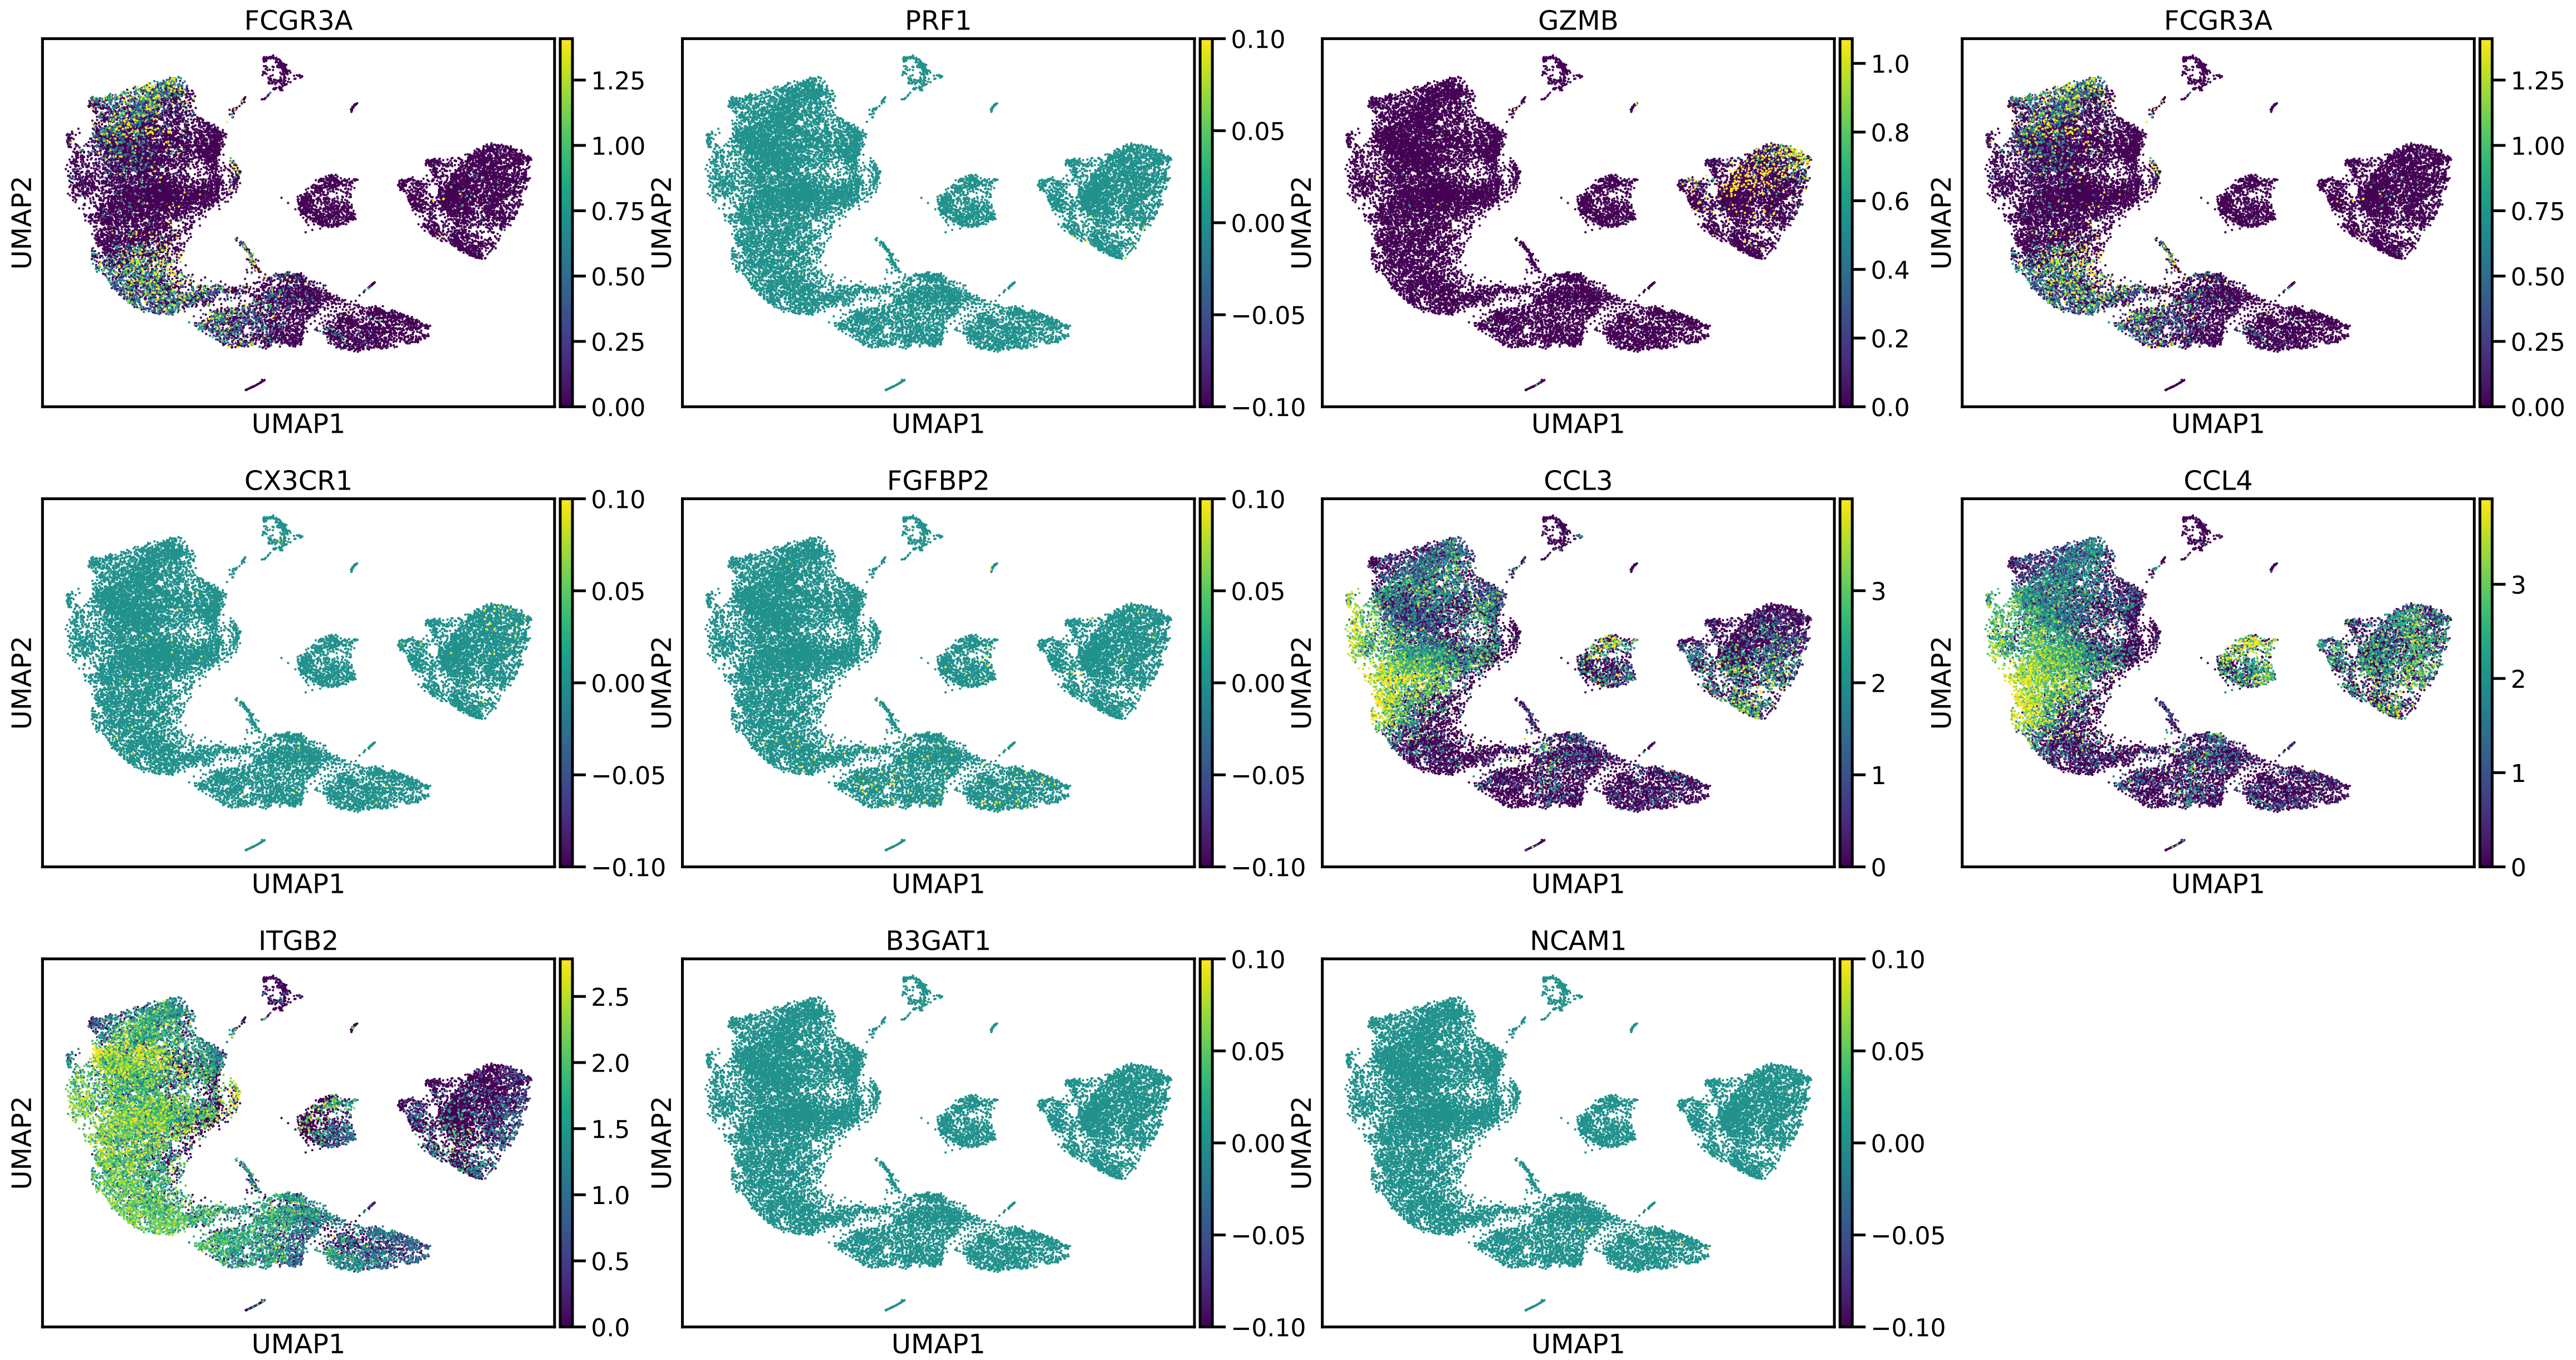 FCGR3A
UMAP2
UMAP1
1.25
1.00
0.75
0.50
0.25
0.00
PRF1
UMAP2
UMAP1
0.10
0.05
0.00
−0.05
−0.10
GZMB
UMAP2
UMAP1
1.0
0.8
0.6
0.4
0.2
0.0
FCGR3A
UMAP2
UMAP1
1.25
1.00
0.75
0.50
0.25
0.00
CX3CR1
UMAP2
UMAP1
0.10
0.05
0.00
−0.05
−0.10
FGFBP2
UMAP2
UMAP1
0.10
0.05
0.00
−0.05
−0.10
CCL3
UMAP2
UMAP1
3
2
1
0
CCL4
UMAP2
UMAP1
3
2
1
0
ITGB2
UMAP2
UMAP1
2.5
2.0
1.5
1.0
0.5
0.0
B3GAT1
UMAP2
UMAP1
0.10
0.05
0.00
−0.05
−0.10
NCAM1
UMAP2
UMAP1
0.10
0.05
0.00
−0.05
−0.10